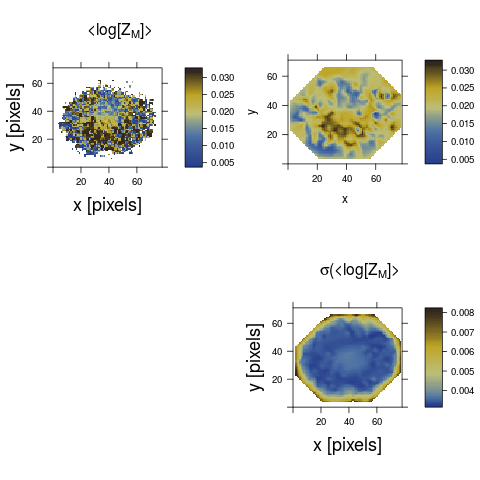 <log[Z_M]>
y [pixels]
60
40
20
20 40 60
x [pixels]
0.030
0.025
0.020
0.015
0.010
0.005
y
60
40
20
20 40 60
x
0.030
0.025
0.020
0.015
0.010
0.005
σ(<log[Z_M]>
y [pixels]
60
40
20
20 40 60
x [pixels]
0.008
0.007
0.006
0.005
0.004